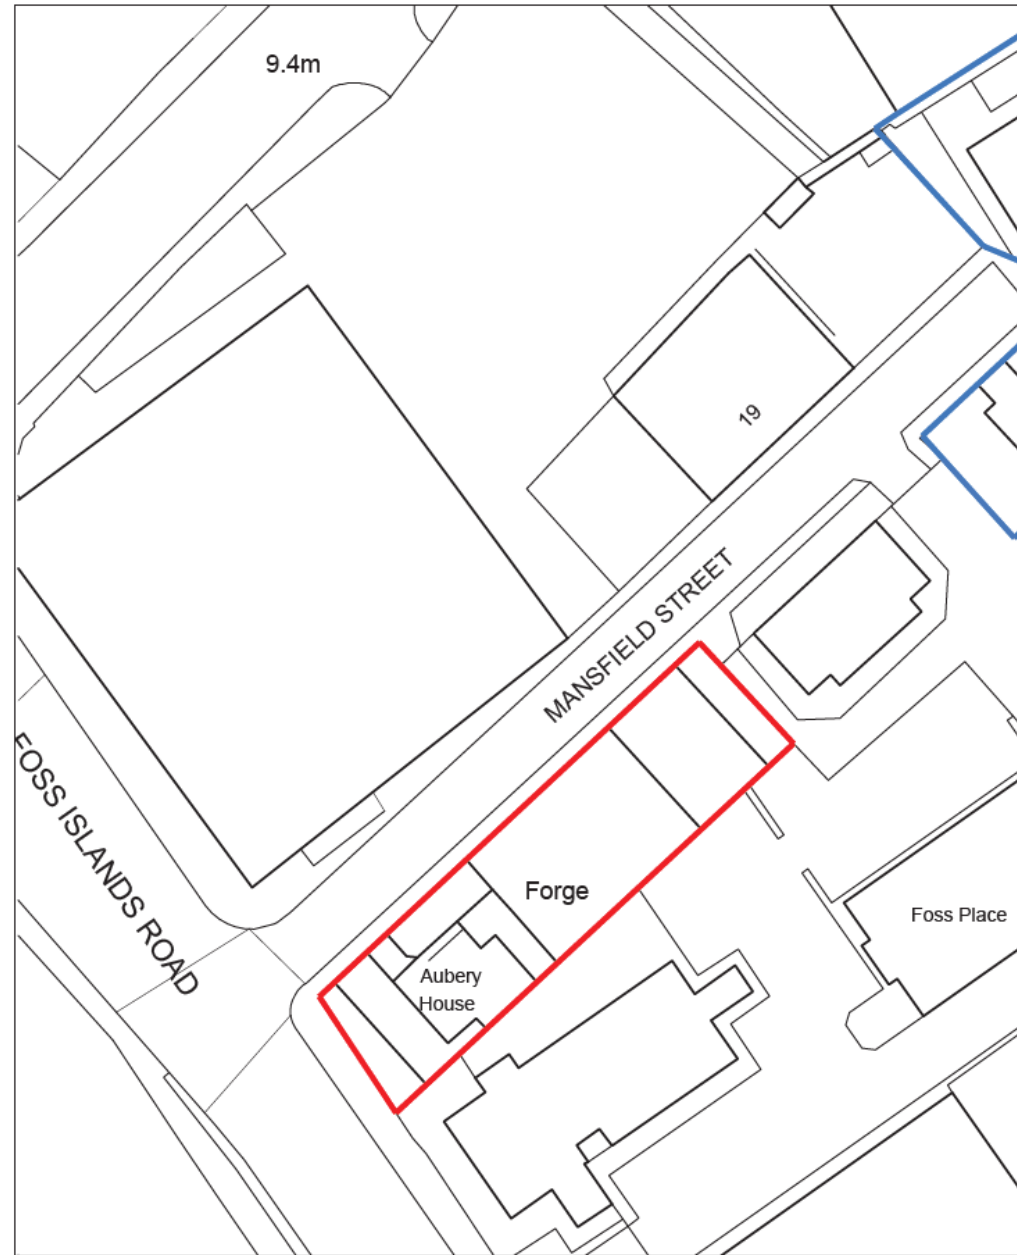 9.4m
19
MANSFIELD STREET
FOSS ISLANDS ROAD
Forge
Foss Place
Aubery
House